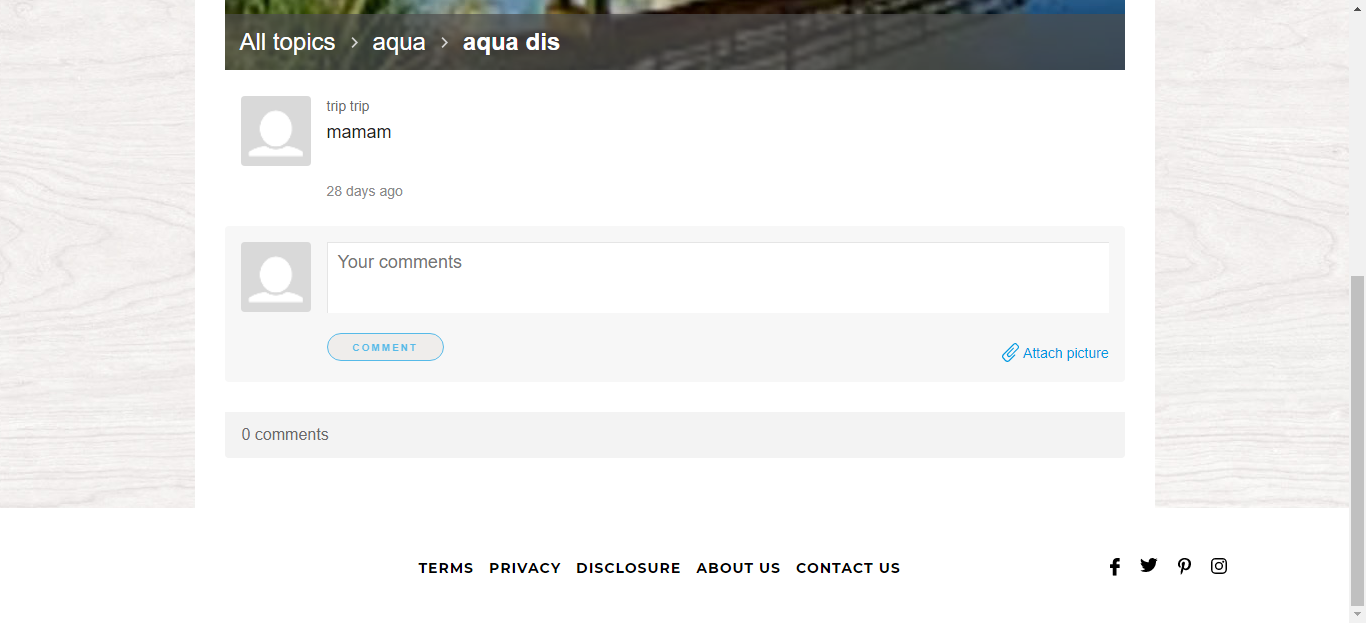 All topics › aqua › aqua dis
trip trip
mamam
28 days ago
Your comments
COMMENT
Attach picture
0 comments
TERMS PRIVACY DISCLOSURE ABOUT US CONTACT US